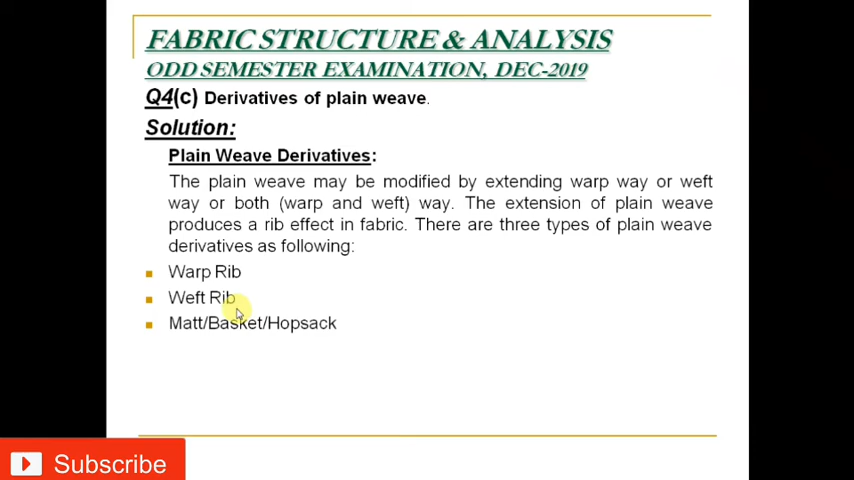 FABRIC STRUCTURE & ANALYSIS
ODD SEMESTER EXAMINATION, DEC-2019
Q4(c) Derivatives of plain weave.
Solution:
Plain Weave Derivatives:
The plain weave may be modified by extending warp way or weft
way or both (warp and weft) way. The extension of plain weave
produces a rib effect in fabric. There are three types of plain weave
derivatives as following:
Warp Rib
Weft Rib
Matt/Basket/Hopsack
Subscribe